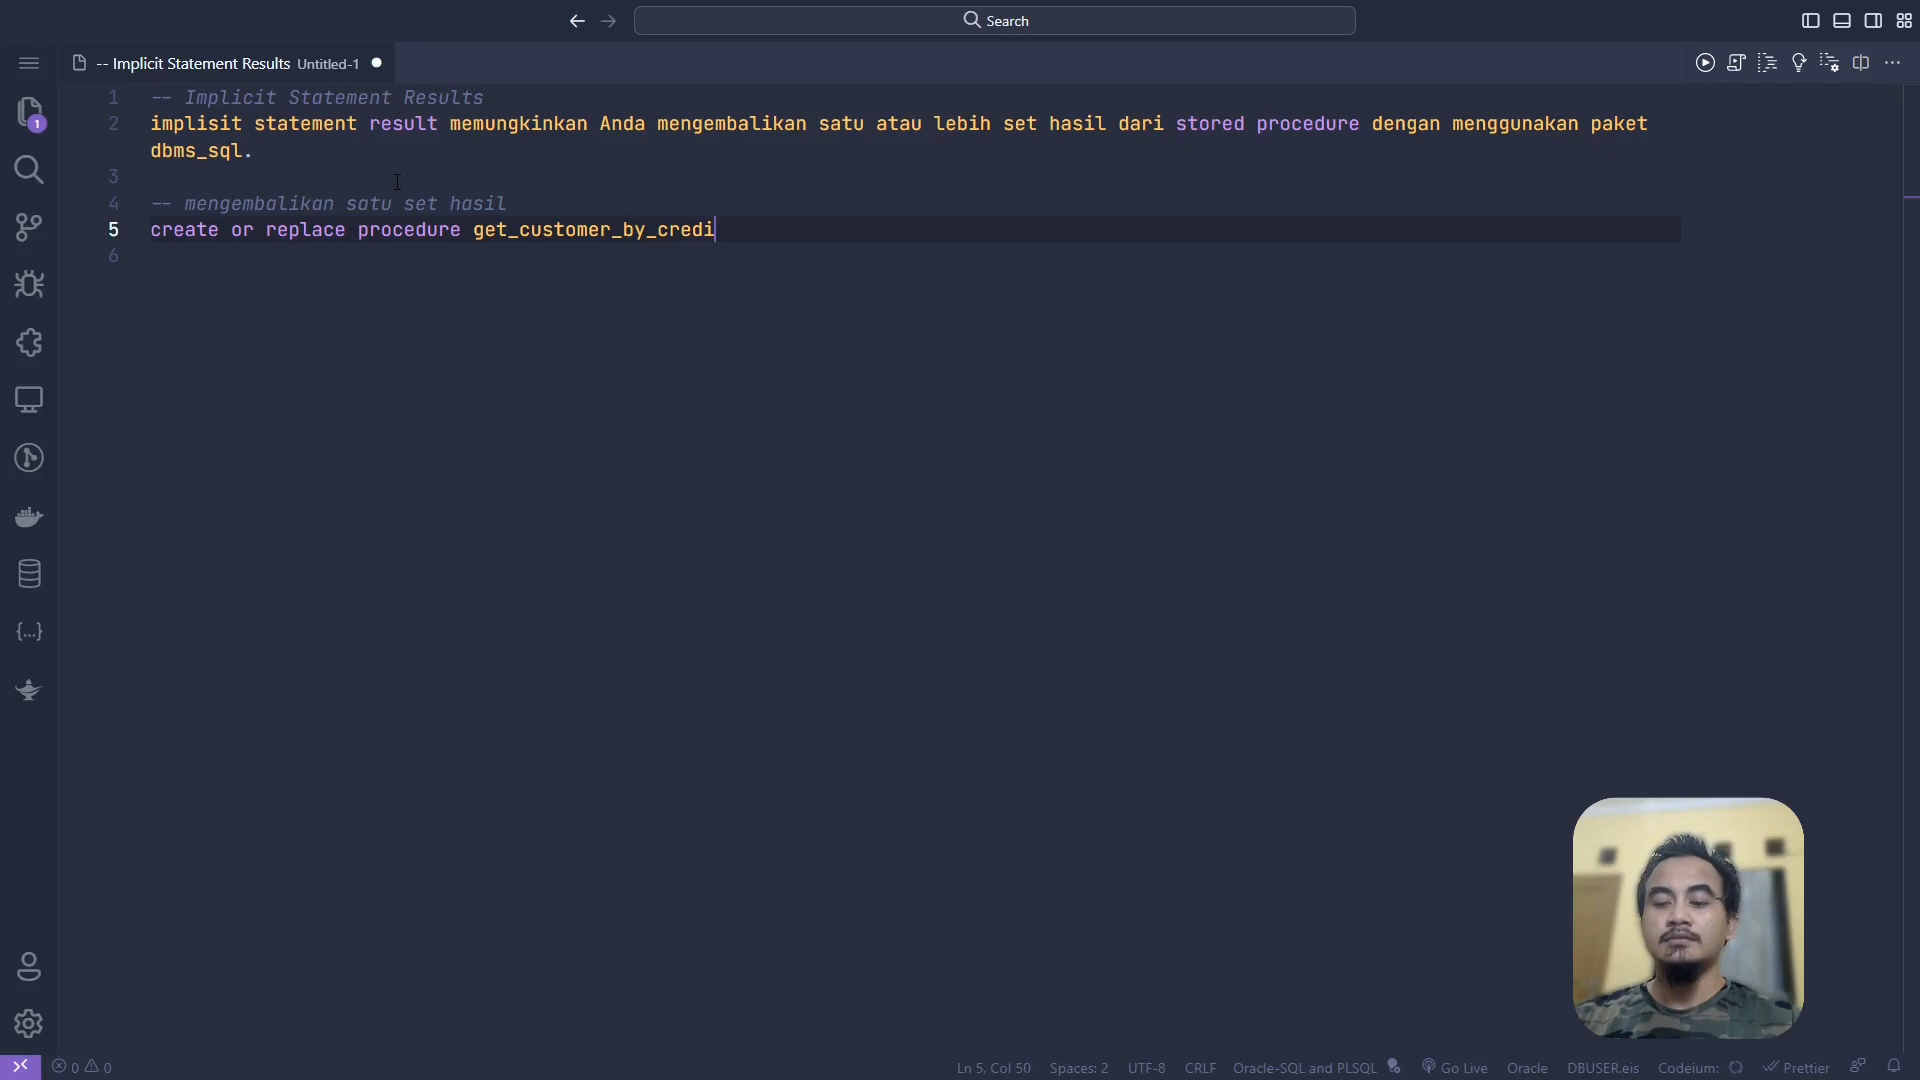 Search
-- Implicit Statement Results Untitled-1
1 -- Implicit Statement Results
2 implisit statement result memungkinkan Anda mengembalikan satu atau lebih set hasil dari stored procedure dengan menggunakan paket
dbms_sql.
3
4 -- mengembalikan satu set hasil
5 create or replace procedure get_customer_by_credi
6
1
{...}
0 0 Ln 5, Col 50 Spaces: 2 UTF-8 CRLF Oracle-SQL and PLSQL Go Live Oracle DBUSER.eis Codeium: Prettier